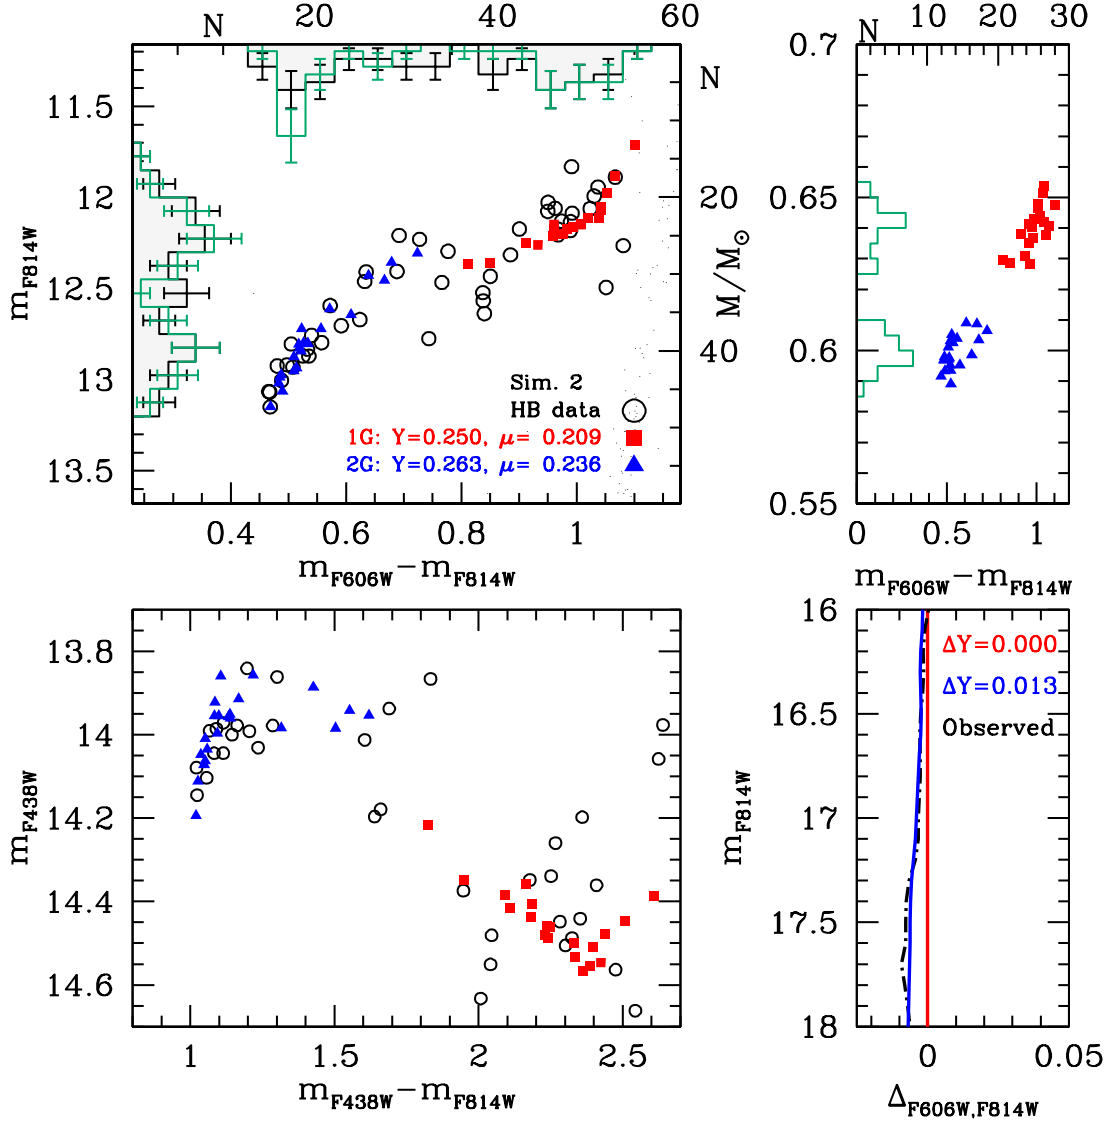 N 20 40 60
N 10 20 30
11.5
12
12.5
13
13.5
m_F814W
N
20
40
M/M⊙
Sim. 2
HB data
1G: Y=0.250, μ= 0.209
2G: Y=0.263, μ= 0.236
0.4 0.6 0.8 1
m_F606W−m_F814W
0.7
0.65
0.6
0.55
0 0.5 1
m_F606W−m_F814W
13.8
14
14.2
14.4
14.6
m_F438W
1 1.5 2 2.5
m_F438W−m_F814W
16
16.5
17
17.5
18
m_F814W
ΔY=0.000
ΔY=0.013
Observed
0 0.05
Δ_F606W,F814W